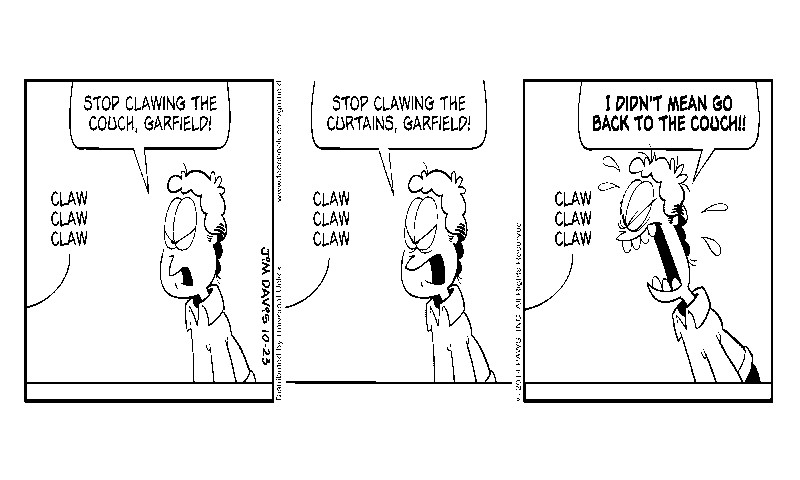 STOP CLAWING THE
COUCH, GARFIELD!
CLAW
CLAW
CLAW
JIM DAVIS 10-23
STOP CLAWING THE
CURTAINS, GARFIELD!
CLAW
CLAW
CLAW
I DIDN'T MEAN GO
BACK TO THE COUCH!!
CLAW
CLAW
CLAW